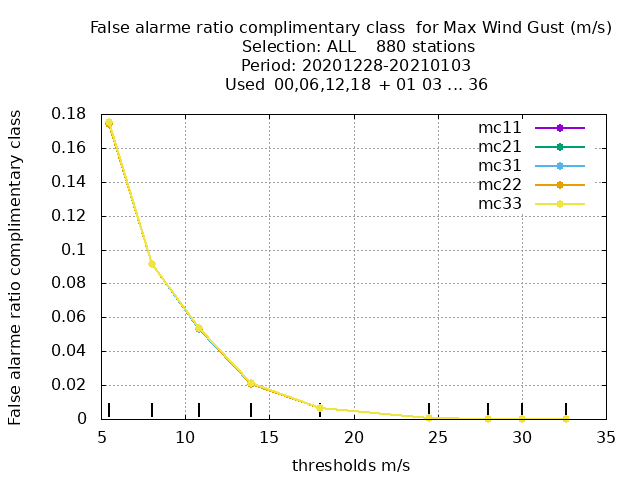 False alarme ratio complimentary class  for Max Wind Gust (m/s)
Selection: ALL    880 stations
Period: 20201228-20210103
Used  00,06,12,18 + 01 03 ... 36
False alarme ratio complimentary class
0.18
0.16
0.14
0.12
0.1
0.08
0.06
0.04
0.02
0
mc11
mc21
mc31
mc22
mc33
5 10 15 20 25 30 35
thresholds m/s